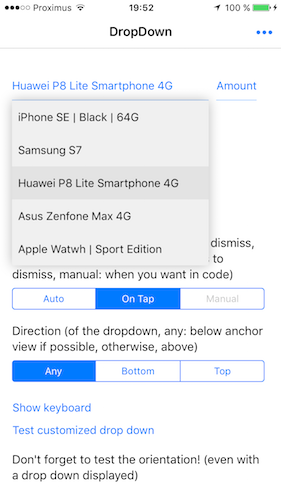 Proximus 19:52 100 %
DropDown
Huawei P8 Lite Smartphone 4G Amount
iPhone SE | Black | 64G
Samsung S7
Huawei P8 Lite Smartphone 4G
Asus Zenfone Max 4G
Apple Watwh | Sport Edition
dismiss,
to
dismiss, manual: when you want in code)
Auto On Tap Manual
Direction (of the dropdown, any: below anchor
view if possible, otherwise, above)
Any Bottom Top
Show keyboard
Test customized drop down
Don't forget to test the orientation! (even with
a drop down displayed)